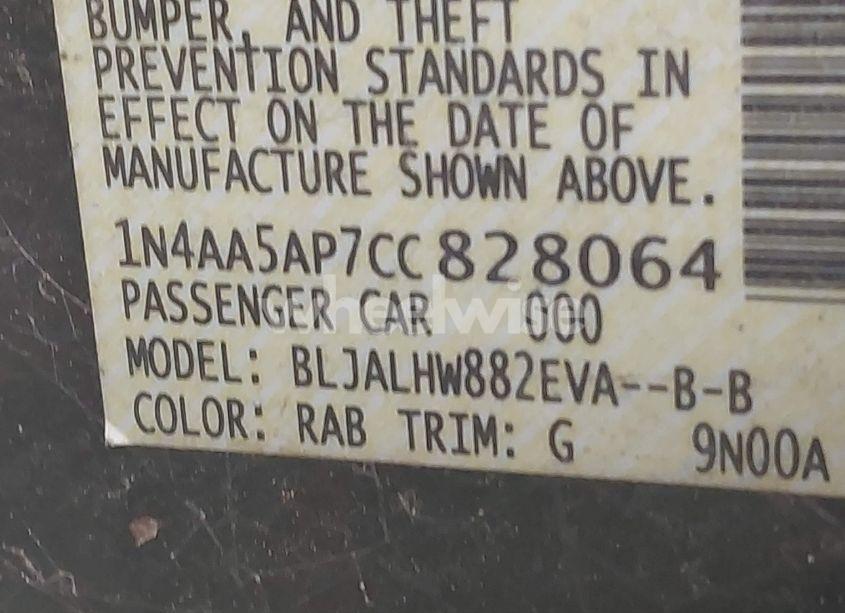 BUMPER, AND THEFT
PREVENTION STANDARDS IN
EFFECT ON THE DATE OF
MANUFACTURE SHOWN ABOVE.
1N4AA5AP7CC828064
PASSENGER CAR 000
wheelwise
MODEL: BLJALHW882EVA--B-B
COLOR: RAB TRIM: G 9N00A